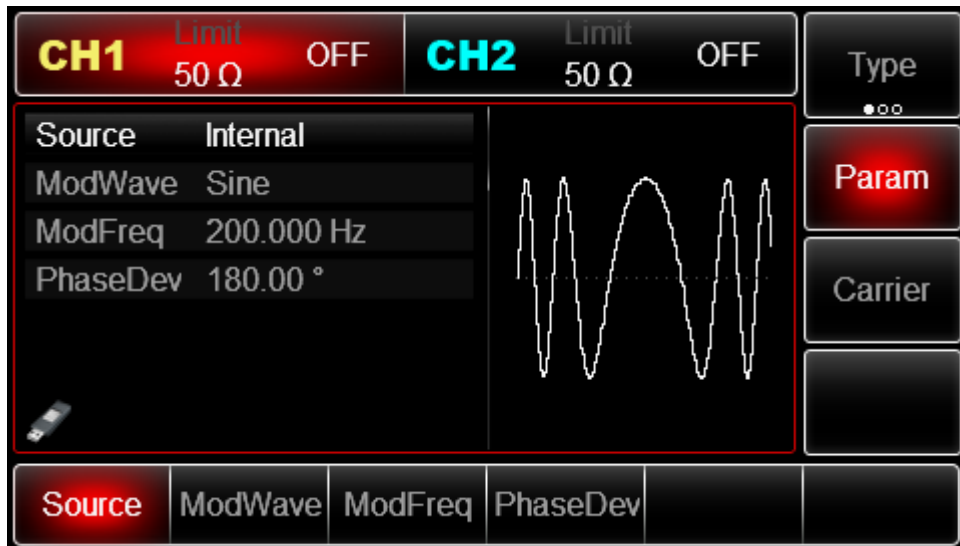 CH1 Limit 50 Ω OFF
CH2 Limit 50 Ω OFF
Type
Source Internal
ModWave Sine
ModFreq 200.000 Hz
PhaseDev 180.00 °
Param
Carrier
Source ModWave ModFreq PhaseDev